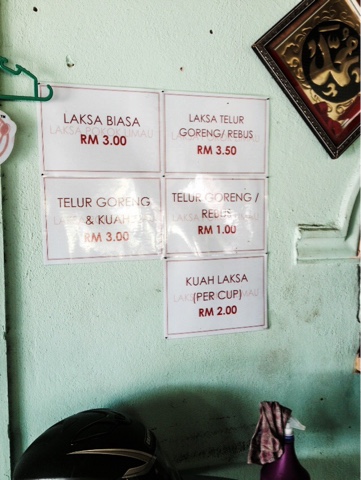 LAKSA BIASA
RM 3.00
LAKSA TELUR
GORENG/ REBUS
RM 3.50
TELUR GORENG
& KUAH
RM 3.00
TELUR GORENG /
REBUS
RM 1.00
KUAH LAKSA
(PER CUP)
RM 2.00